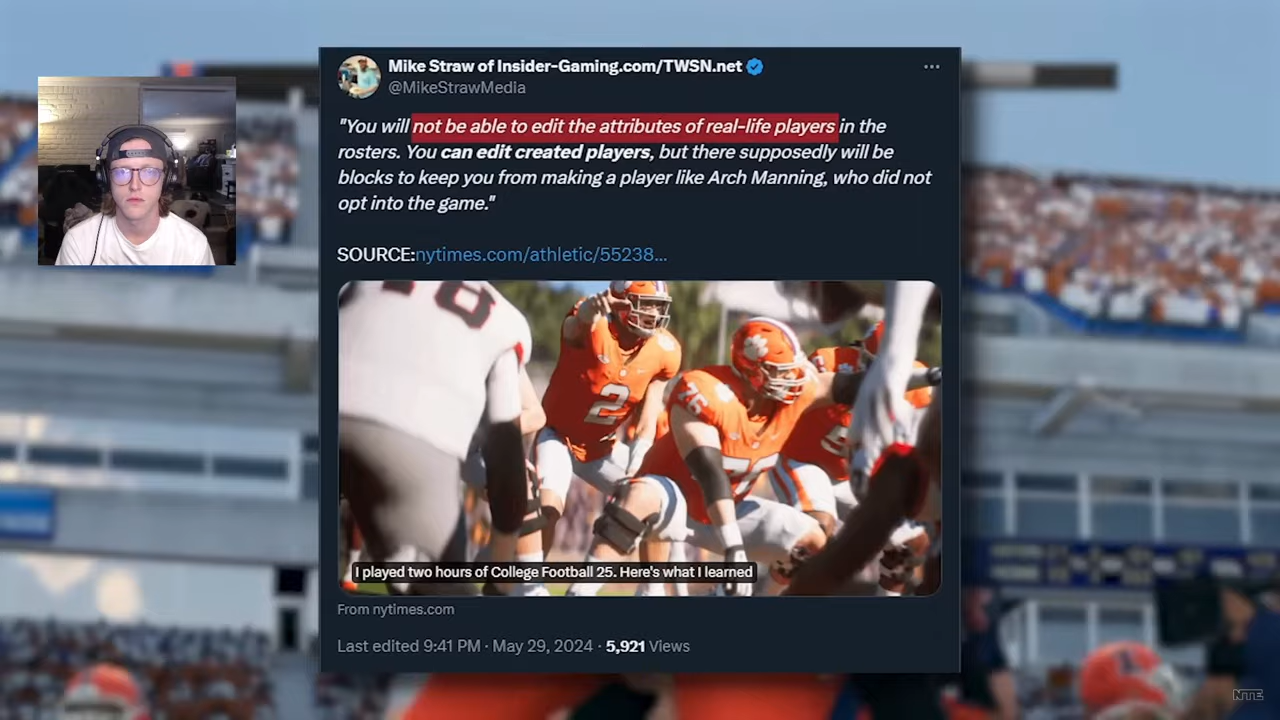 Mike Straw of Insider-Gaming.com/TWSN.net
@MikeStrawMedia
"You will not be able to edit the attributes of real-life players in the
rosters. You can edit created players, but there supposedly will be
blocks to keep you from making a player like Arch Manning, who did not
opt into the game."
SOURCE:nytimes.com/athletic/55238...
8
2
75
I played two hours of College Football 25. Here's what I learned
From nytimes.com
Last edited 9:41 PM · May 29, 2024 · 5,921 Views
NTE